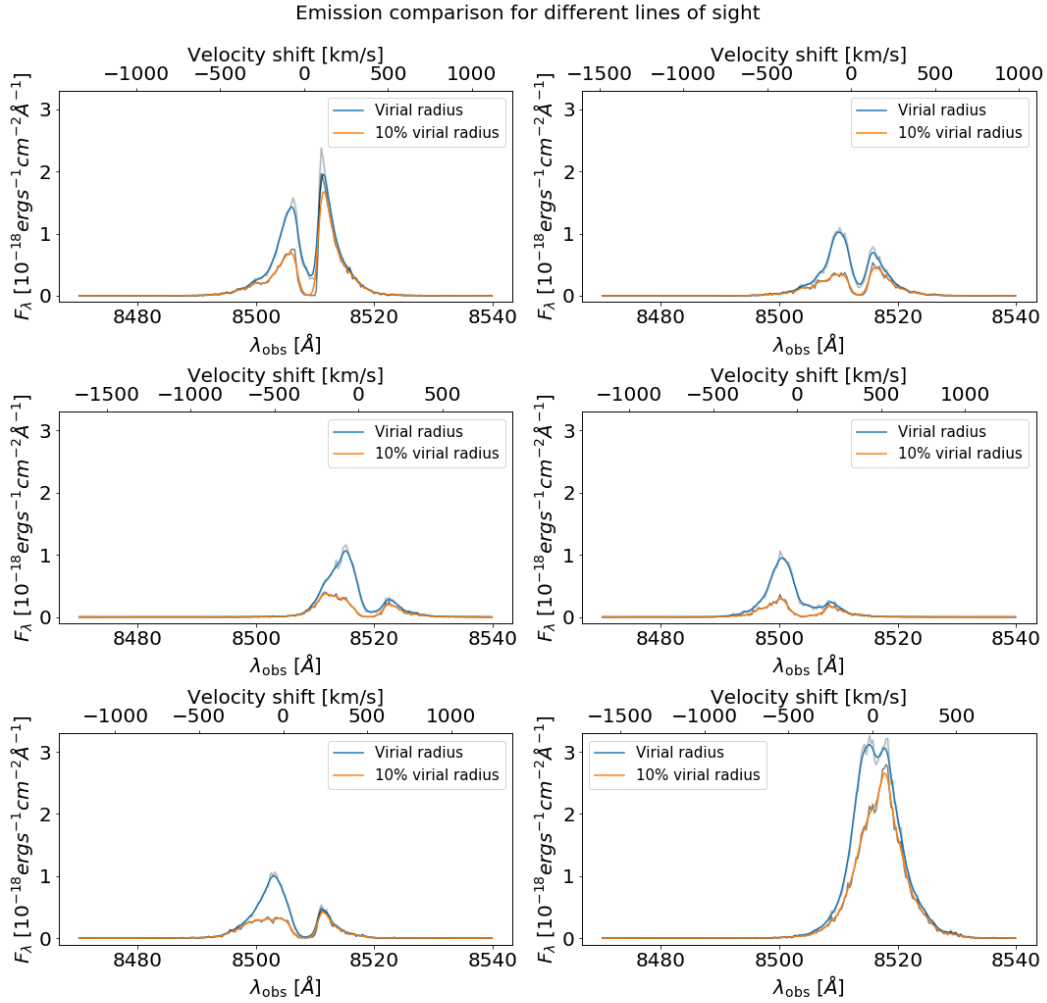 Emission comparison for different lines of sight
Velocity shift [km/s]
−1000 −500 0 500 1000
F_λ [10^−18 ergs^−1 cm^−2 Å^−1]
3
2
1
0
Virial radius
10% virial radius
8480 8500 8520 8540
λ_obs [Å]
Velocity shift [km/s]
−1500 −1000 −500 0 500 1000
F_λ [10^−18 ergs^−1 cm^−2 Å^−1]
3
2
1
0
Virial radius
10% virial radius
8480 8500 8520 8540
λ_obs [Å]
Velocity shift [km/s]
−1500 −1000 −500 0 500
F_λ [10^−18 ergs^−1 cm^−2 Å^−1]
3
2
1
0
Virial radius
10% virial radius
8480 8500 8520 8540
λ_obs [Å]
Velocity shift [km/s]
−1000 −500 0 500 1000
F_λ [10^−18 ergs^−1 cm^−2 Å^−1]
3
2
1
0
Virial radius
10% virial radius
8480 8500 8520 8540
λ_obs [Å]
Velocity shift [km/s]
−1000 −500 0 500 1000
F_λ [10^−18 ergs^−1 cm^−2 Å^−1]
3
2
1
0
Virial radius
10% virial radius
8480 8500 8520 8540
λ_obs [Å]
Velocity shift [km/s]
−1500 −1000 −500 0 500
F_λ [10^−18 ergs^−1 cm^−2 Å^−1]
3
2
1
0
Virial radius
10% virial radius
8480 8500 8520 8540
λ_obs [Å]